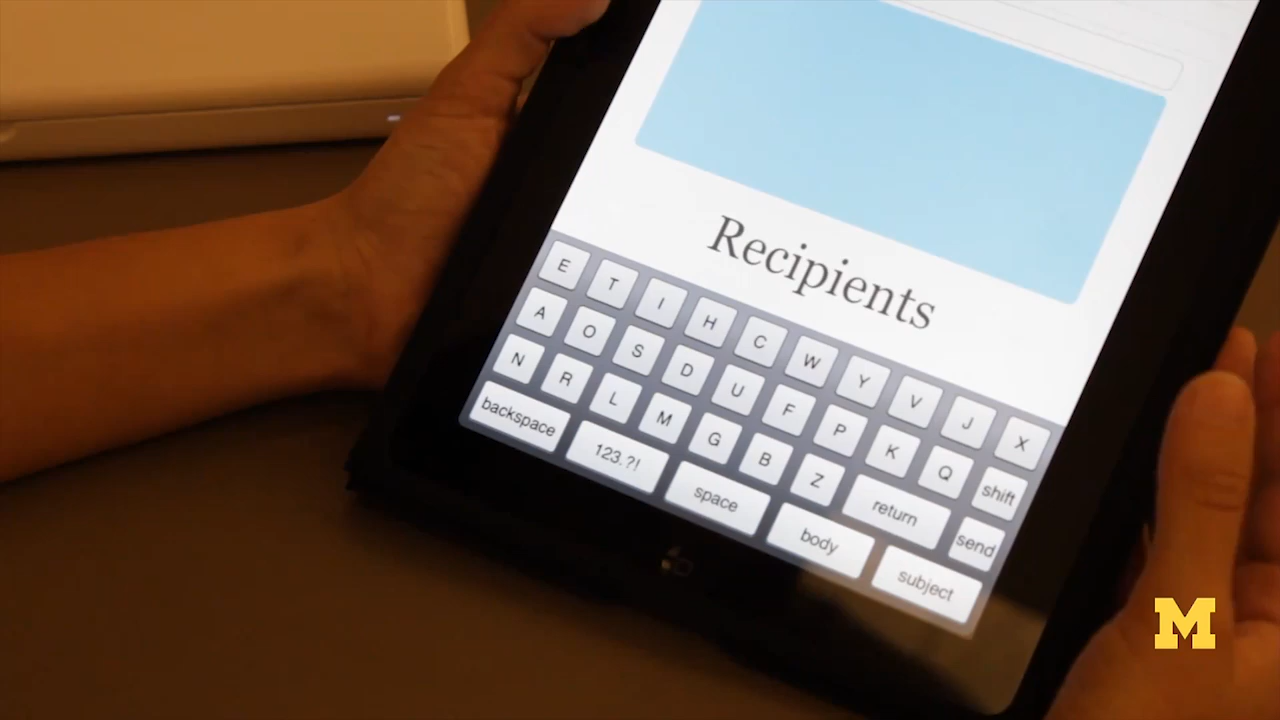 Recipients
E T I H C W Y V J X
A O S D U F P K Q shift
N R L M G B Z return send
backspace 123.?! space body subject
M